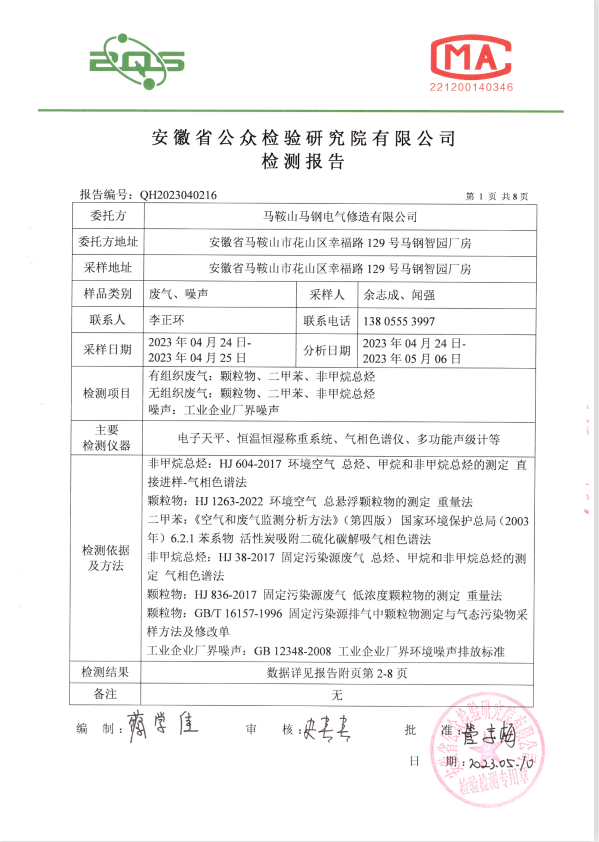 PQS
CMA
221200140346
安徽省公众检验研究院有限公司
检测报告
报告编号：QH2023040216
第 1 页 共8页
委托方 马鞍山马钢电气修造有限公司
委托方地址 安徽省马鞍山市花山区幸福路 129 号马钢智园厂房
采样地址 安徽省马鞍山市花山区幸福路 129 号马钢智园厂房
样品类别 废气、噪声 采样人 余志成、闻强
联系人 李正环 联系电话 138 0555 3997
采样日期 2023 年 04 月 24 日-
2023 年 04 月 25 日
分析日期 2023 年 04 月 24 日-
2023 年 05 月 06 日
检测项目 有组织废气：颗粒物、二甲苯、非甲烷总烃
无组织废气：颗粒物、二甲苯、非甲烷总烃
噪声：工业企业厂界噪声
主要
检测仪器 电子天平、恒温恒湿称重系统、气相色谱仪、多功能声级计等
检测依据
及方法
非甲烷总烃：HJ 604-2017 环境空气 总烃、甲烷和非甲烷总烃的测定 直
接进样-气相色谱法
颗粒物：HJ 1263-2022 环境空气 总悬浮颗粒物的测定 重量法
二甲苯：《空气和废气监测分析方法》（第四版） 国家环境保护总局（2003
年）6.2.1 苯系物 活性炭吸附二硫化碳解吸气相色谱法
非甲烷总烃：HJ 38-2017 固定污染源废气 总烃、甲烷和非甲烷总烃的测
定 气相色谱法
颗粒物：HJ 836-2017 固定污染源废气 低浓度颗粒物的测定 重量法
颗粒物：GB/T 16157-1996 固定污染源排气中颗粒物测定与气态污染物采
样方法及修改单
工业企业厂界噪声：GB 12348-2008 工业企业厂界环境噪声排放标准
检测结果 数据详见报告附页第 2-8 页
备注 无
编 制： 审 核： 批 准：
日 期：2023.05.10
安徽省公众检验研究院有限公司
检验检测专用章